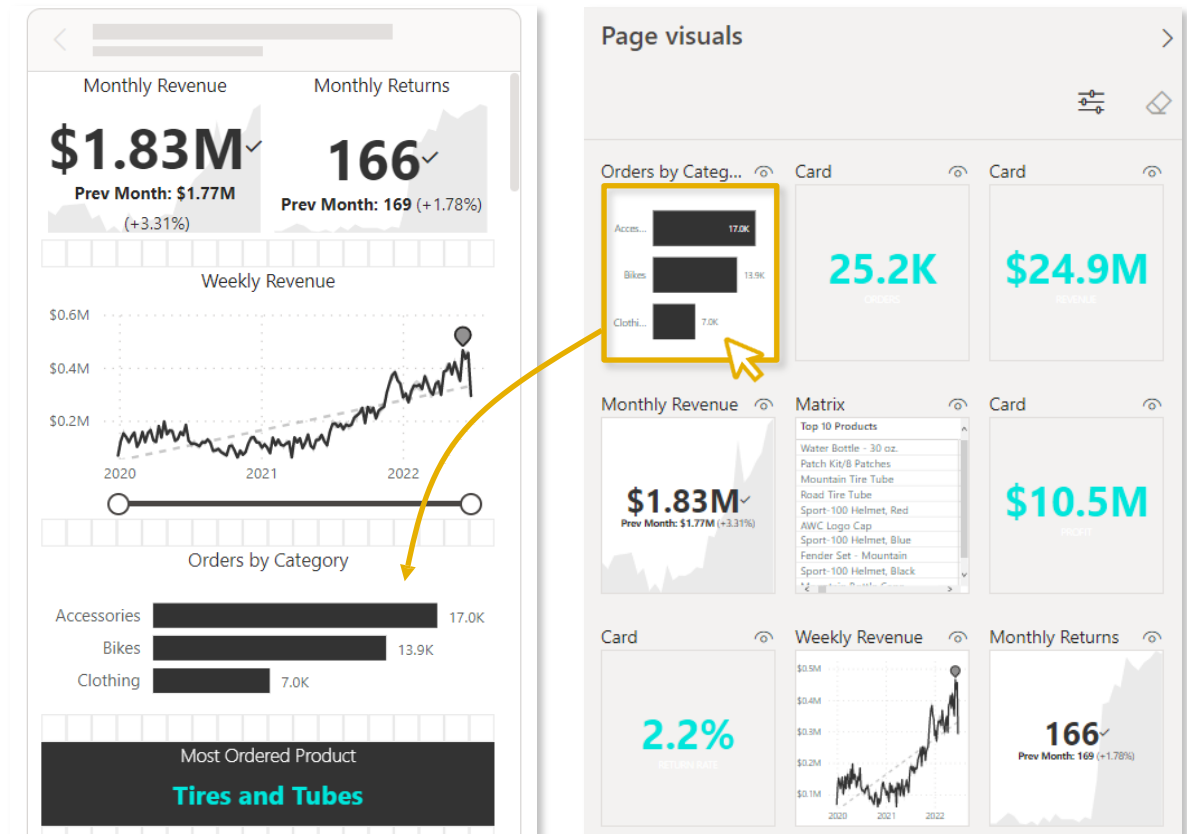 Monthly Revenue
$1.83M
Prev Month: $1.77M
(+3.31%)
Monthly Returns
166
Prev Month: 169 (+1.78%)
Weekly Revenue
$0.6M
$0.4M
$0.2M
2020 2021 2022
Orders by Category
Accessories 17.0K
Bikes 13.9K
Clothing 7.0K
Most Ordered Product
Tires and Tubes
Page visuals
Orders by Categ...
Acces... 17.0K
Bikes 13.9K
Clothi... 7.0K
Card
25.2K
ORDERS
Card
$24.9M
REVENUE
Monthly Revenue
$1.83M
Prev Month: $1.77M (+3.31%)
Matrix
Top 10 Products
Water Bottle - 30 oz.
Patch Kit/8 Patches
Mountain Tire Tube
Road Tire Tube
Sport-100 Helmet, Red
AWC Logo Cap
Sport-100 Helmet, Blue
Fender Set - Mountain
Sport-100 Helmet, Black
Card
$10.5M
PROFIT
Card
2.2%
RETURN RATE
Weekly Revenue
$0.5M
$0.4M
$0.3M
$0.2M
$0.1M
2020 2021 2022
Monthly Returns
166
Prev Month: 169 (+1.78%)